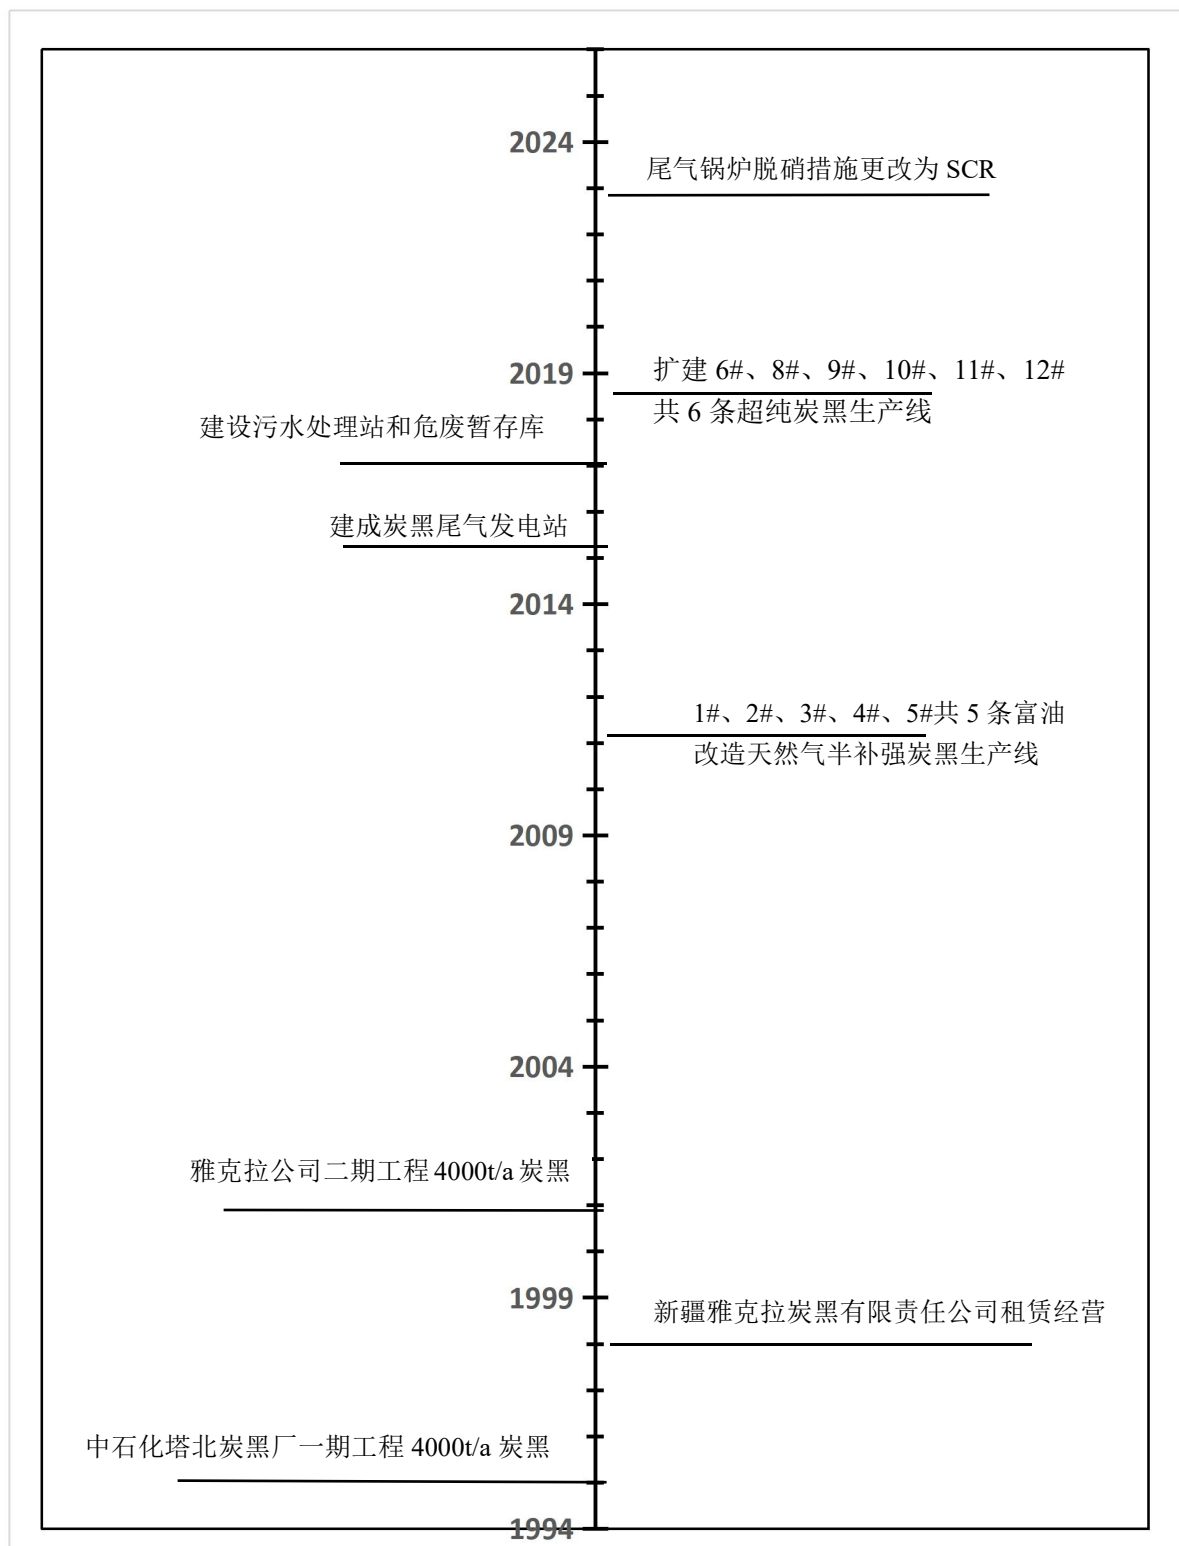 2024
尾气锅炉脱硝措施更改为 SCR
2019
扩建 6#、8#、9#、10#、11#、12#
共 6 条超纯炭黑生产线
建设污水处理站和危废暂存库
建成炭黑尾气发电站
2014
1#、2#、3#、4#、5#共 5 条富油
改造天然气半补强炭黑生产线
2009
2004
雅克拉公司二期工程 4000t/a 炭黑
1999
新疆雅克拉炭黑有限责任公司租赁经营
中石化塔北炭黑厂一期工程 4000t/a 炭黑
1994